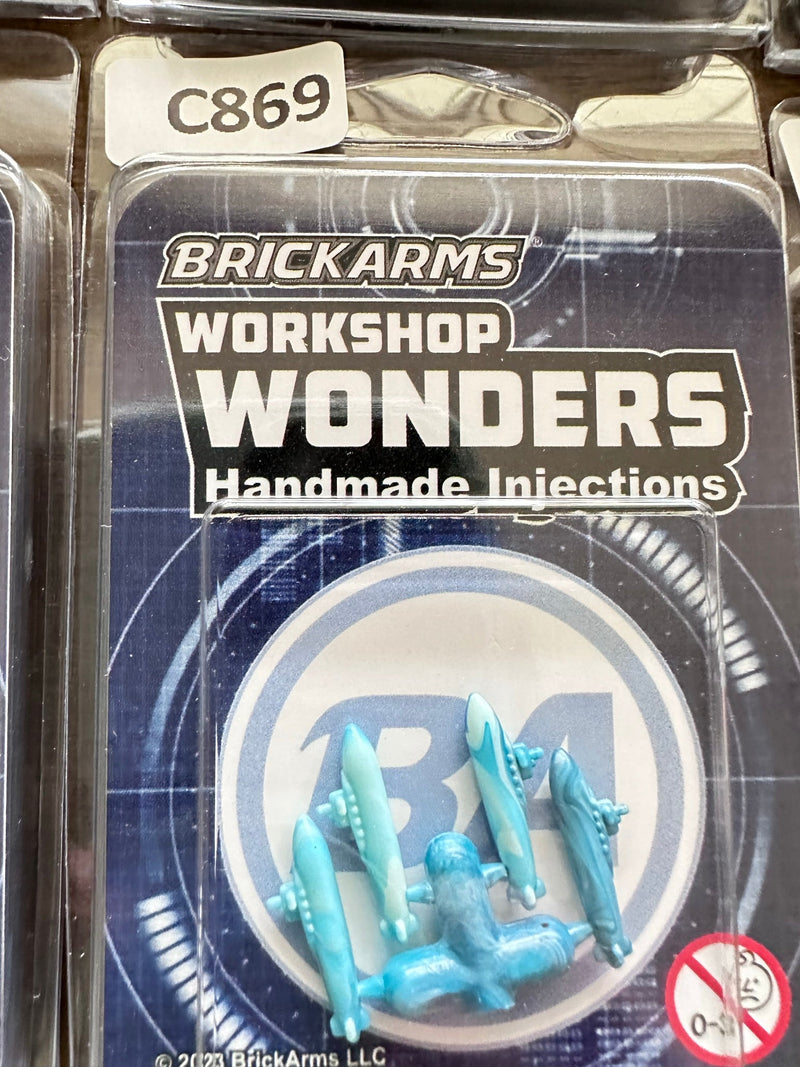 C869
BRICKARMS®
WORKSHOP
WONDERS
Handmade Injections
BA
0-3
© 2023 BrickArms LLC